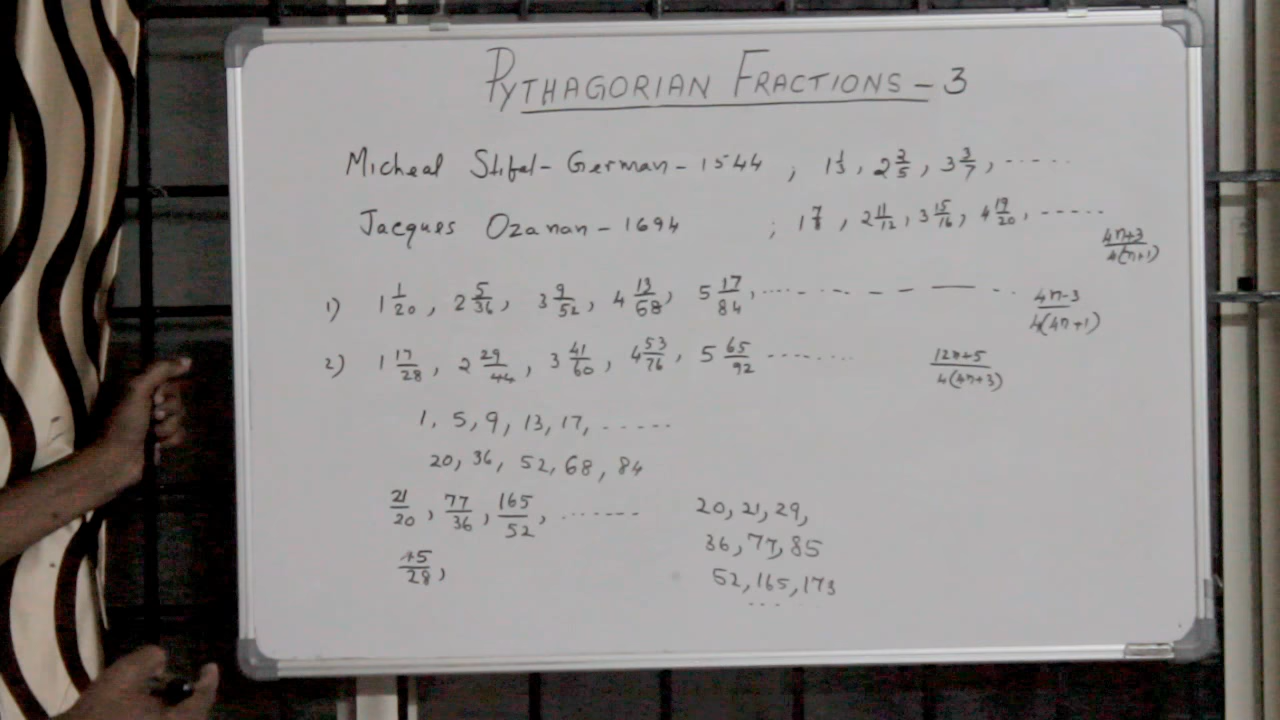 PYTHAGORIAN FRACTIONS - 3
Micheal Stifel - German - 1544 ; 1 1/3, 2 2/5, 3 3/7, ------
Jacques Ozanan - 1694 ; 1 7/8, 2 11/12, 3 15/16, 4 19/20, ------
4n+3/4(n+1)
1) 1 1/20, 2 5/36, 3 9/52, 4 13/68, 5 17/84, ------ 4n-3/4(4n+1)
2) 1 17/28, 2 29/44, 3 41/60, 4 53/76, 5 65/92 ------ 12n+5/4(4n+3)
1, 5, 9, 13, 17, ------
20, 36, 52, 68, 84
21/20, 77/36, 165/52, ------ 20, 21, 29,
36, 77, 85
45/28, 52, 165, 173
------